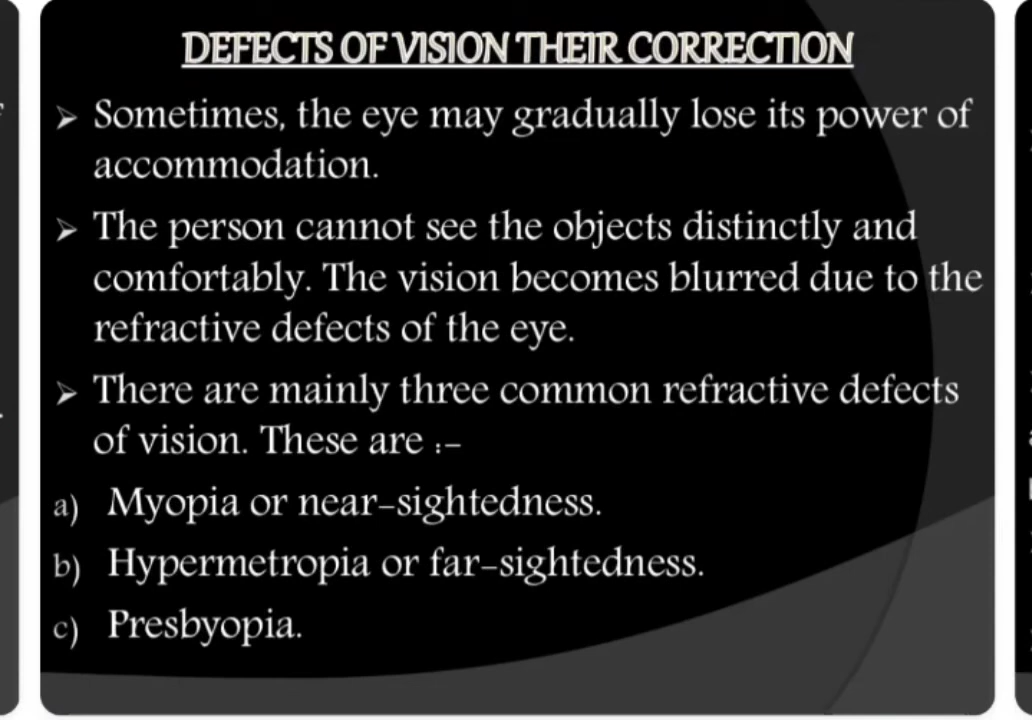 DEFECTS OF VISION THEIR CORRECTION
➢ Sometimes, the eye may gradually lose its power of
accommodation.
➢ The person cannot see the objects distinctly and
comfortably. The vision becomes blurred due to the
refractive defects of the eye.
➢ There are mainly three common refractive defects
of vision. These are :–
a) Myopia or near-sightedness.
b) Hypermetropia or far-sightedness.
c) Presbyopia.